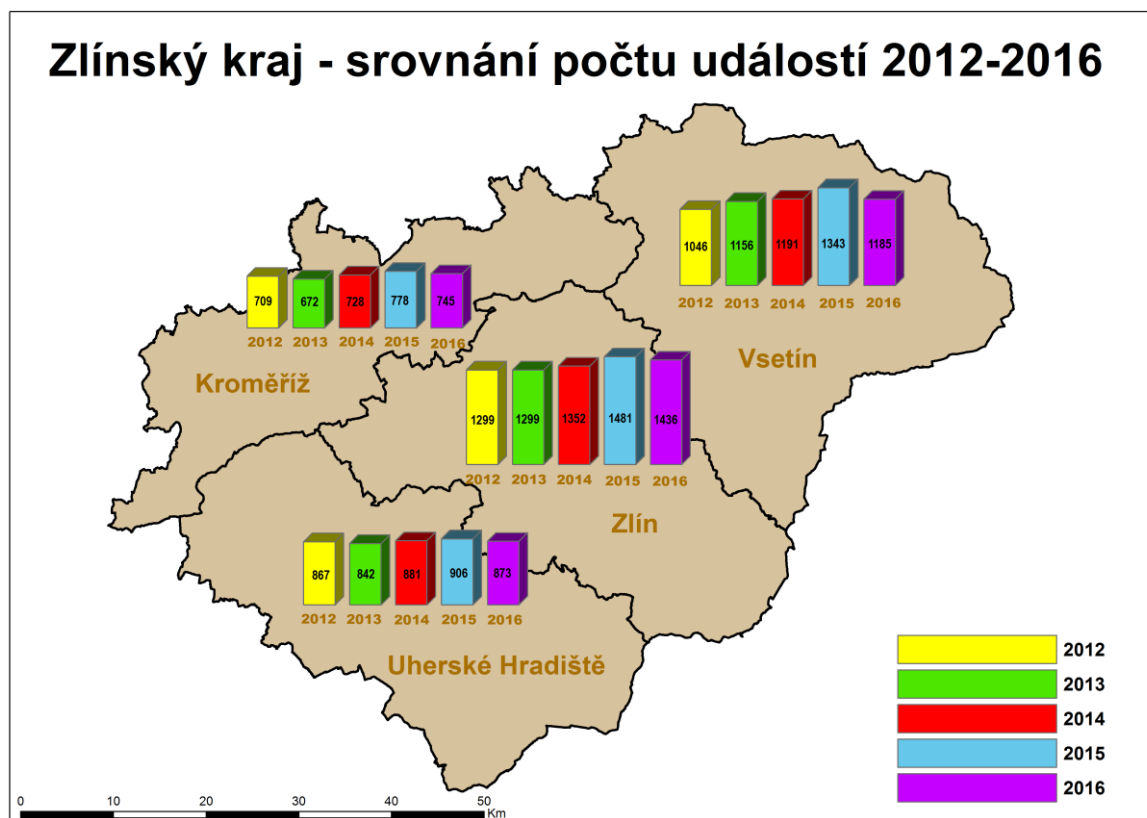 Zlínský kraj - srovnání počtu událostí 2012-2016
1046 1156 1191 1343 1185
2012 2013 2014 2015 2016
Vsetín
709 672 728 778 745
2012 2013 2014 2015 2016
Kroměříž
1299 1299 1352 1481 1436
2012 2013 2014 2015 2016
Zlín
867 842 881 906 873
2012 2013 2014 2015 2016
Uherské Hradiště
2012
2013
2014
2015
2016
0 10 20 30 40 50
Km